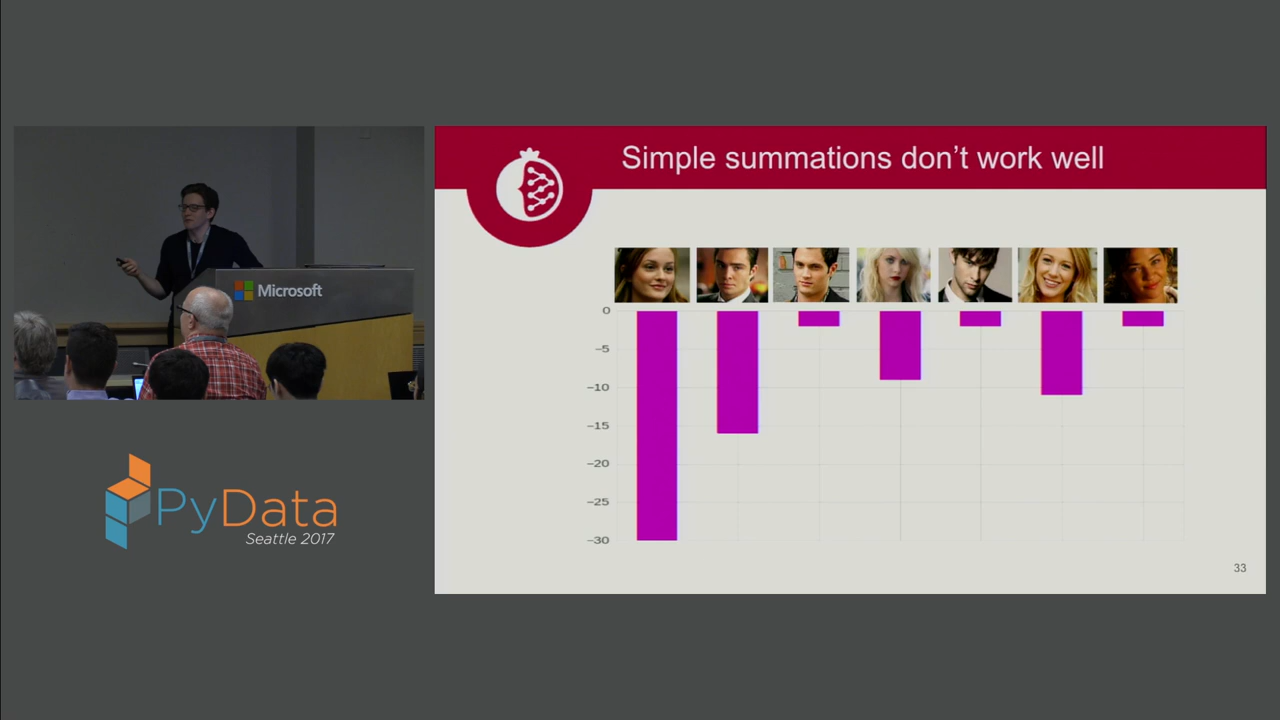 Simple summations don't work well
Microsoft
0
−5
−10
−15
−20
−25
−30
33
PyData
Seattle 2017